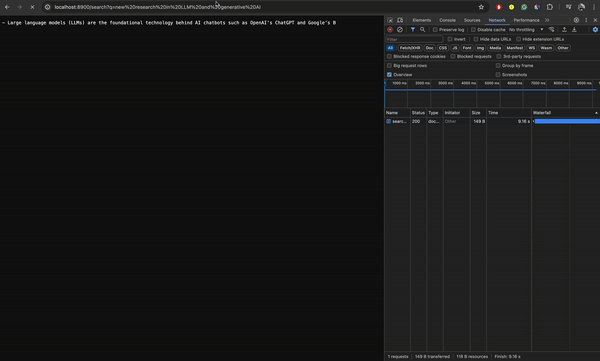 localhost:8900/search?q=new%20research%20in%20LLM%20and%20generative%20AI
- Large language models (LLMs) are the foundational technology behind AI chatbots such as OpenAI's ChatGPT and Google's B
Elements Console Sources Network Performance
Preserve log Disable cache No throttling
Filter Invert Hide data URLs Hide extension URLs
All Fetch/XHR Doc CSS JS Font Img Media Manifest WS Wasm Other
Blocked response cookies Blocked requests 3rd-party requests
Big request rows Group by frame
Overview Screenshots
1000 ms 2000 ms 3000 ms 4000 ms 5000 ms 6000 ms 7000 ms 8000 ms 9000 ms
Name Status Type Initiator Size Time Waterfall
searc... 200 doc... Other 149 B 9.16 s
1 requests 149 B transferred 118 B resources Finish: 9.16 s